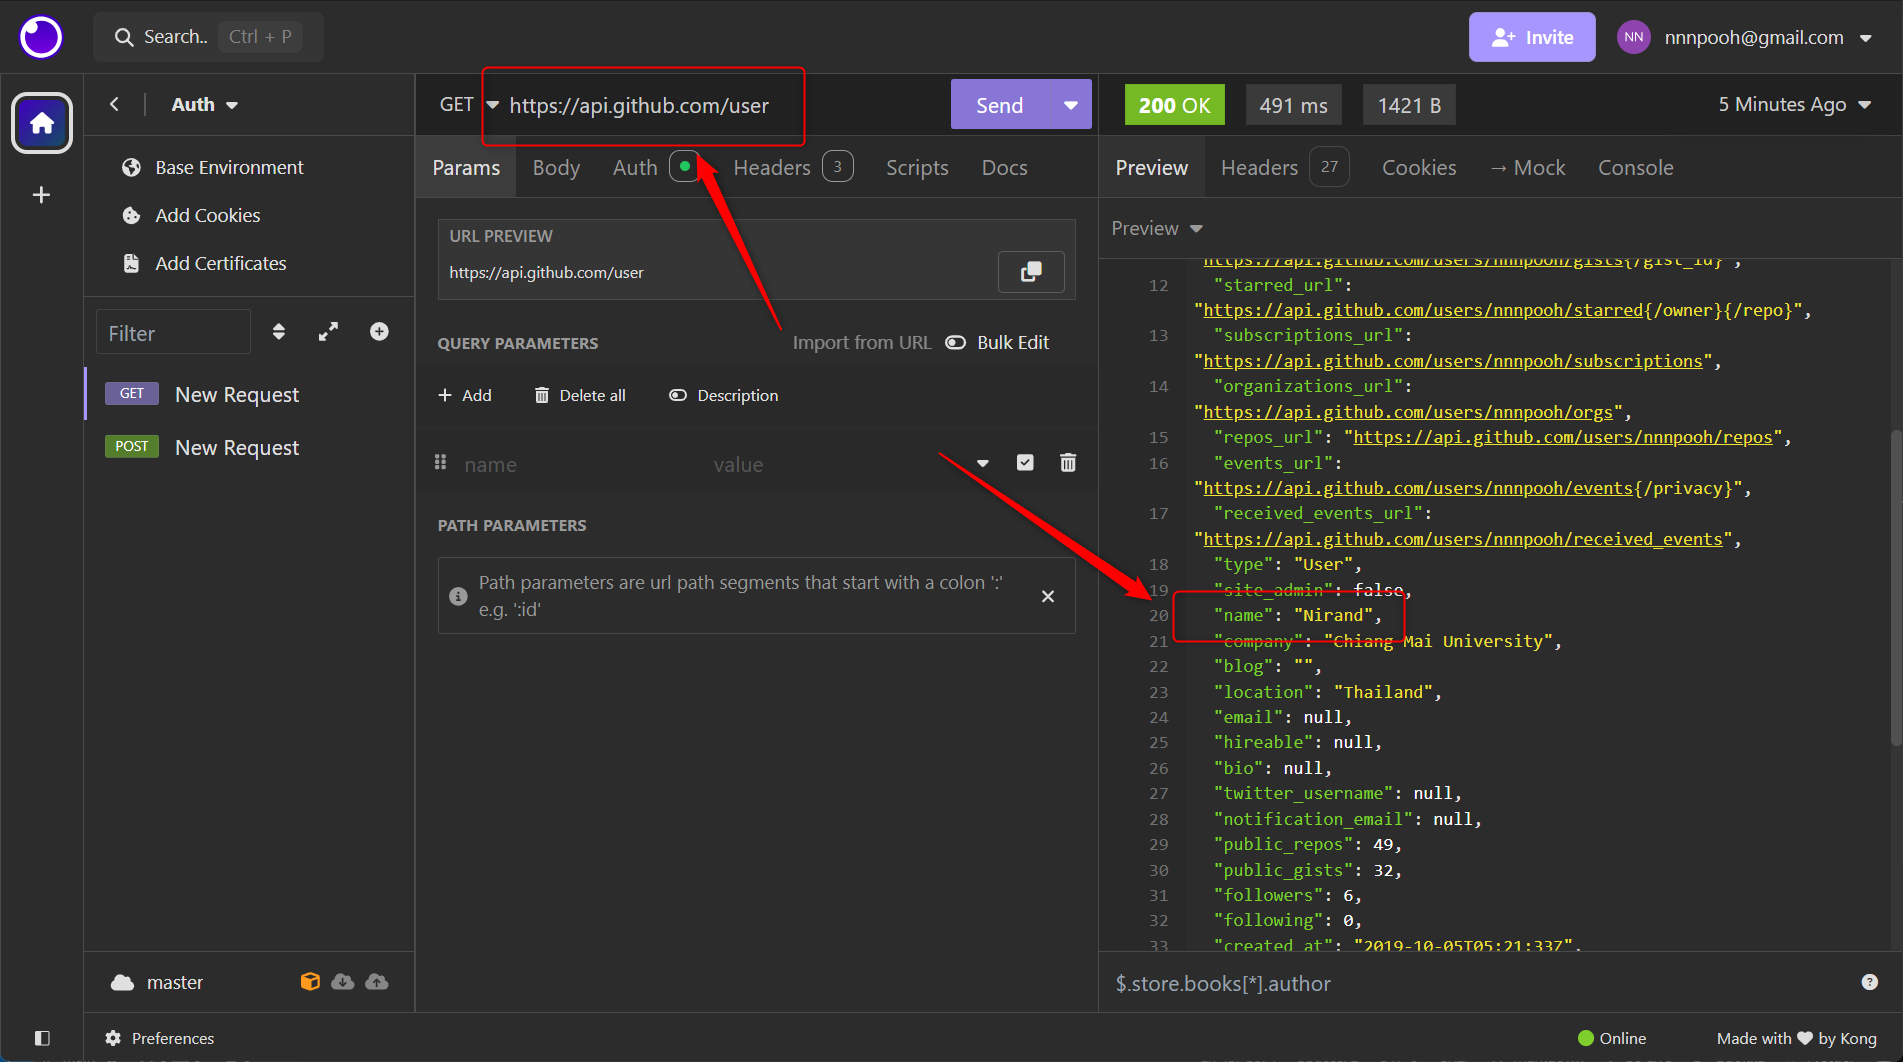 Search.. Ctrl + P
Invite
NN nnnpooh@gmail.com
Auth
Base Environment
Add Cookies
Add Certificates
Filter
GET New Request
POST New Request
master
Preferences
GET https://api.github.com/user Send
Params Body Auth Headers 3 Scripts Docs
URL PREVIEW
https://api.github.com/user
QUERY PARAMETERS Import from URL Bulk Edit
Add Delete all Description
name value
PATH PARAMETERS
Path parameters are url path segments that start with a colon ':'
e.g. ':id'
200 OK 491 ms 1421 B 5 Minutes Ago
Preview Headers 27 Cookies → Mock Console
Preview
"https://api.github.com/users/nnnpooh/gists{/gist_id}",
12 "starred_url":
"https://api.github.com/users/nnnpooh/starred{/owner}{/repo}",
13 "subscriptions_url":
"https://api.github.com/users/nnnpooh/subscriptions",
14 "organizations_url":
"https://api.github.com/users/nnnpooh/orgs",
15 "repos_url": "https://api.github.com/users/nnnpooh/repos",
16 "events_url":
"https://api.github.com/users/nnnpooh/events{/privacy}",
17 "received_events_url":
"https://api.github.com/users/nnnpooh/received_events",
18 "type": "User",
19 "site_admin": false,
20 "name": "Nirand",
21 "company": "Chiang Mai University",
22 "blog": "",
23 "location": "Thailand",
24 "email": null,
25 "hireable": null,
26 "bio": null,
27 "twitter_username": null,
28 "notification_email": null,
29 "public_repos": 49,
30 "public_gists": 32,
31 "followers": 6,
32 "following": 0,
33 "created_at": "2019-10-05T05:21:33Z",
$.store.books[*].author
Online Made with by Kong